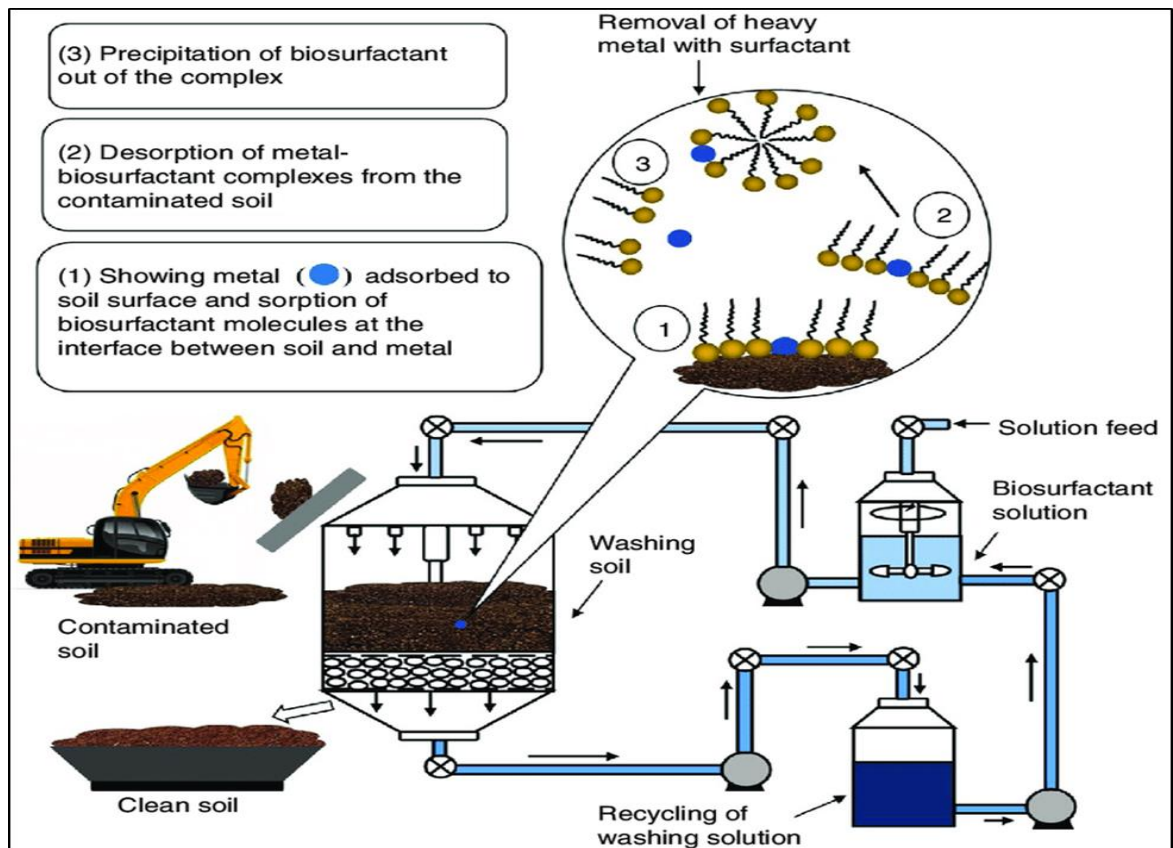 (3) Precipitation of biosurfactant
out of the complex
(2) Desorption of metal-
biosurfactant complexes from the
contaminated soil
(1) Showing metal ( ) adsorbed to
soil surface and sorption of
biosurfactant molecules at the
interface between soil and metal
Removal of heavy
metal with surfactant
3
2
1
Solution feed
Biosurfactant
solution
Washing
soil
Contaminated
soil
Clean soil
Recycling of
washing solution